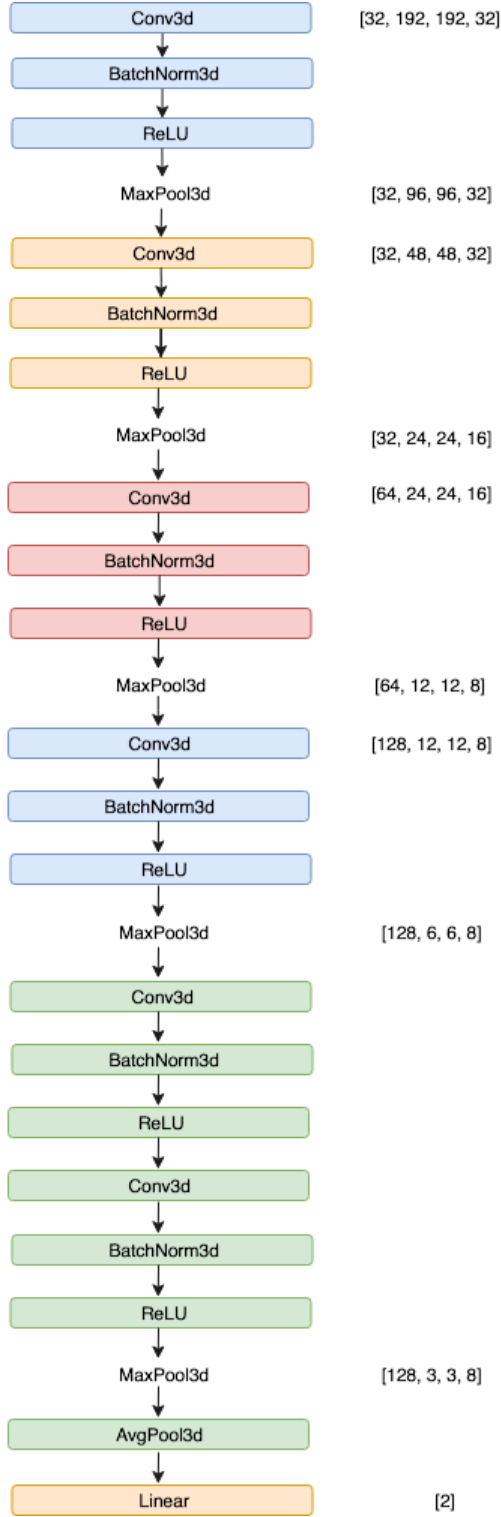 Conv3d [32, 192, 192, 32]
BatchNorm3d
ReLU
MaxPool3d [32, 96, 96, 32]
Conv3d [32, 48, 48, 32]
BatchNorm3d
ReLU
MaxPool3d [32, 24, 24, 16]
Conv3d [64, 24, 24, 16]
BatchNorm3d
ReLU
MaxPool3d [64, 12, 12, 8]
Conv3d [128, 12, 12, 8]
BatchNorm3d
ReLU
MaxPool3d [128, 6, 6, 8]
Conv3d
BatchNorm3d
ReLU
Conv3d
BatchNorm3d
ReLU
MaxPool3d [128, 3, 3, 8]
AvgPool3d
Linear [2]